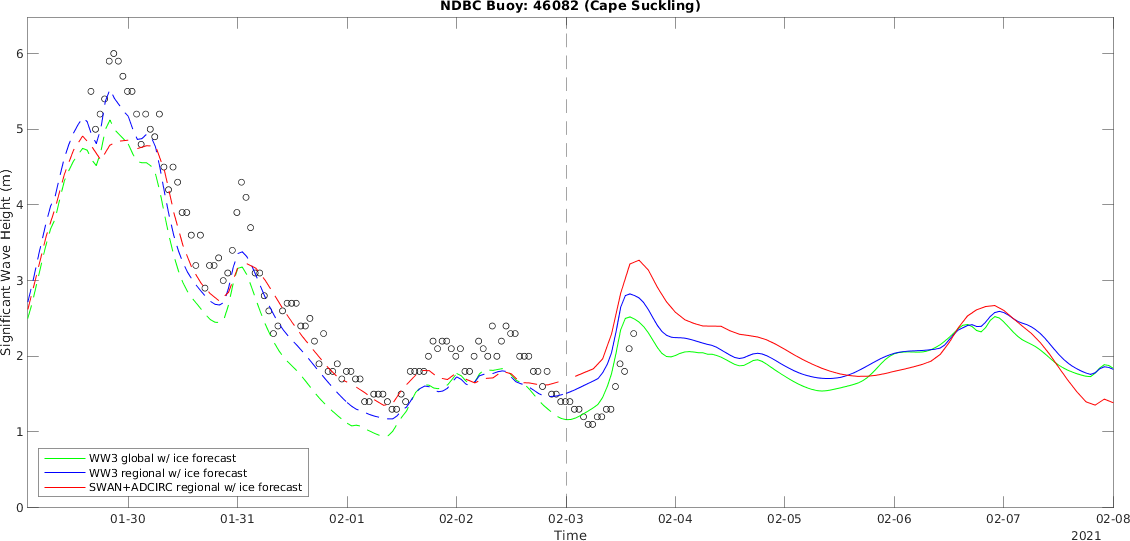 NDBC Buoy: 46082 (Cape Suckling)
Significant Wave Height (m)
6
5
4
3
2
1
0
WW3 global w/ ice forecast
WW3 regional w/ ice forecast
SWAN+ADCIRC regional w/ ice forecast
01-30 01-31 02-01 02-02 02-03 02-04 02-05 02-06 02-07 02-08
Time
2021